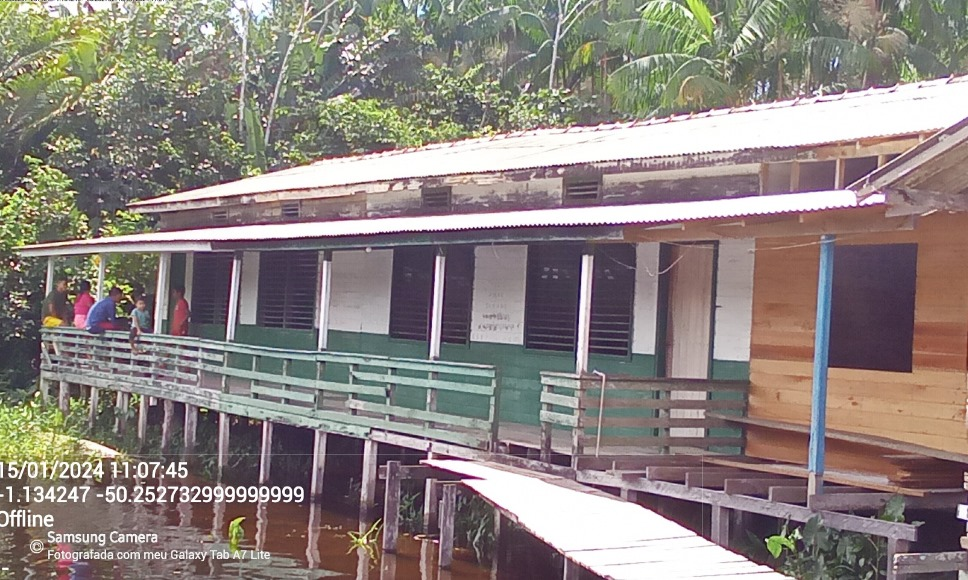 15/01/2024 11:07:45
-1.134247 -50.252732999999999
Offline
Samsung Camera
Fotografada com meu Galaxy Tab A7 Lite